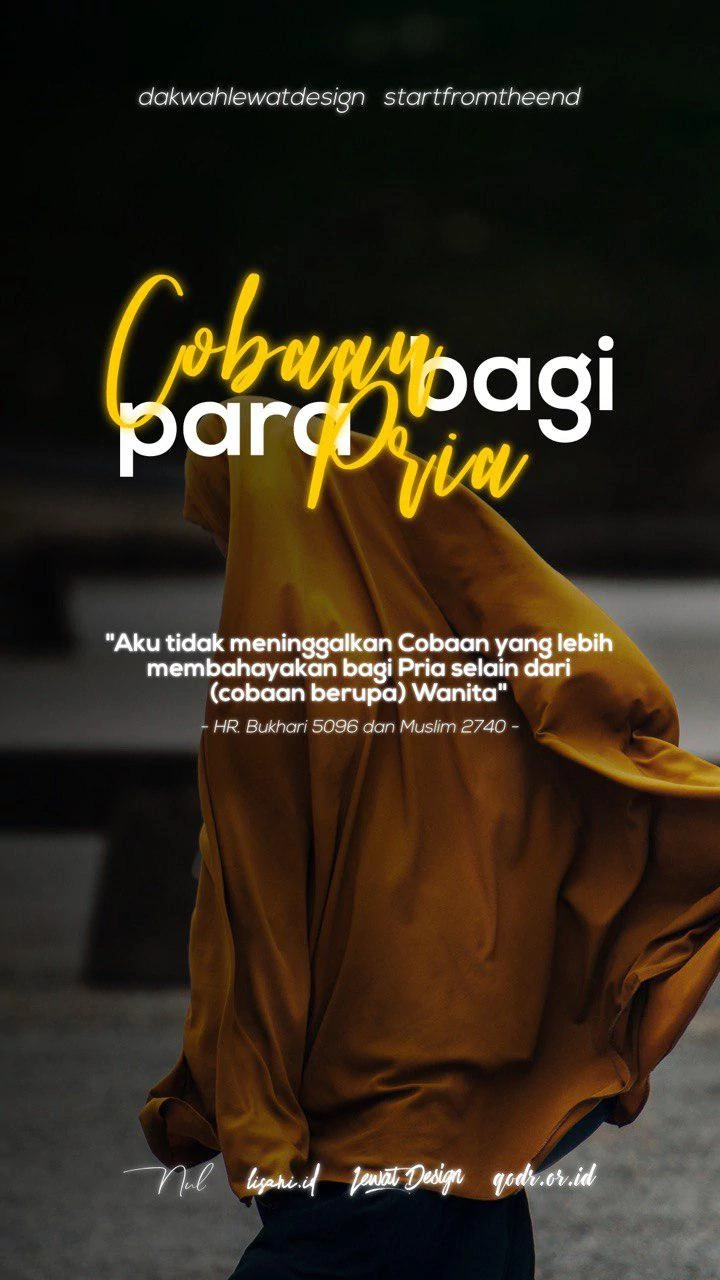 dakwahlewatdesign startfromtheend
Cobaan bagi
para Pria
"Aku tidak meninggalkan Cobaan yang lebih
membahayakan bagi Pria selain dari
(cobaan berupa) Wanita"
- HR. Bukhari 5096 dan Muslim 2740 -
Nul lisani.id Lewat Design qodr.or.id